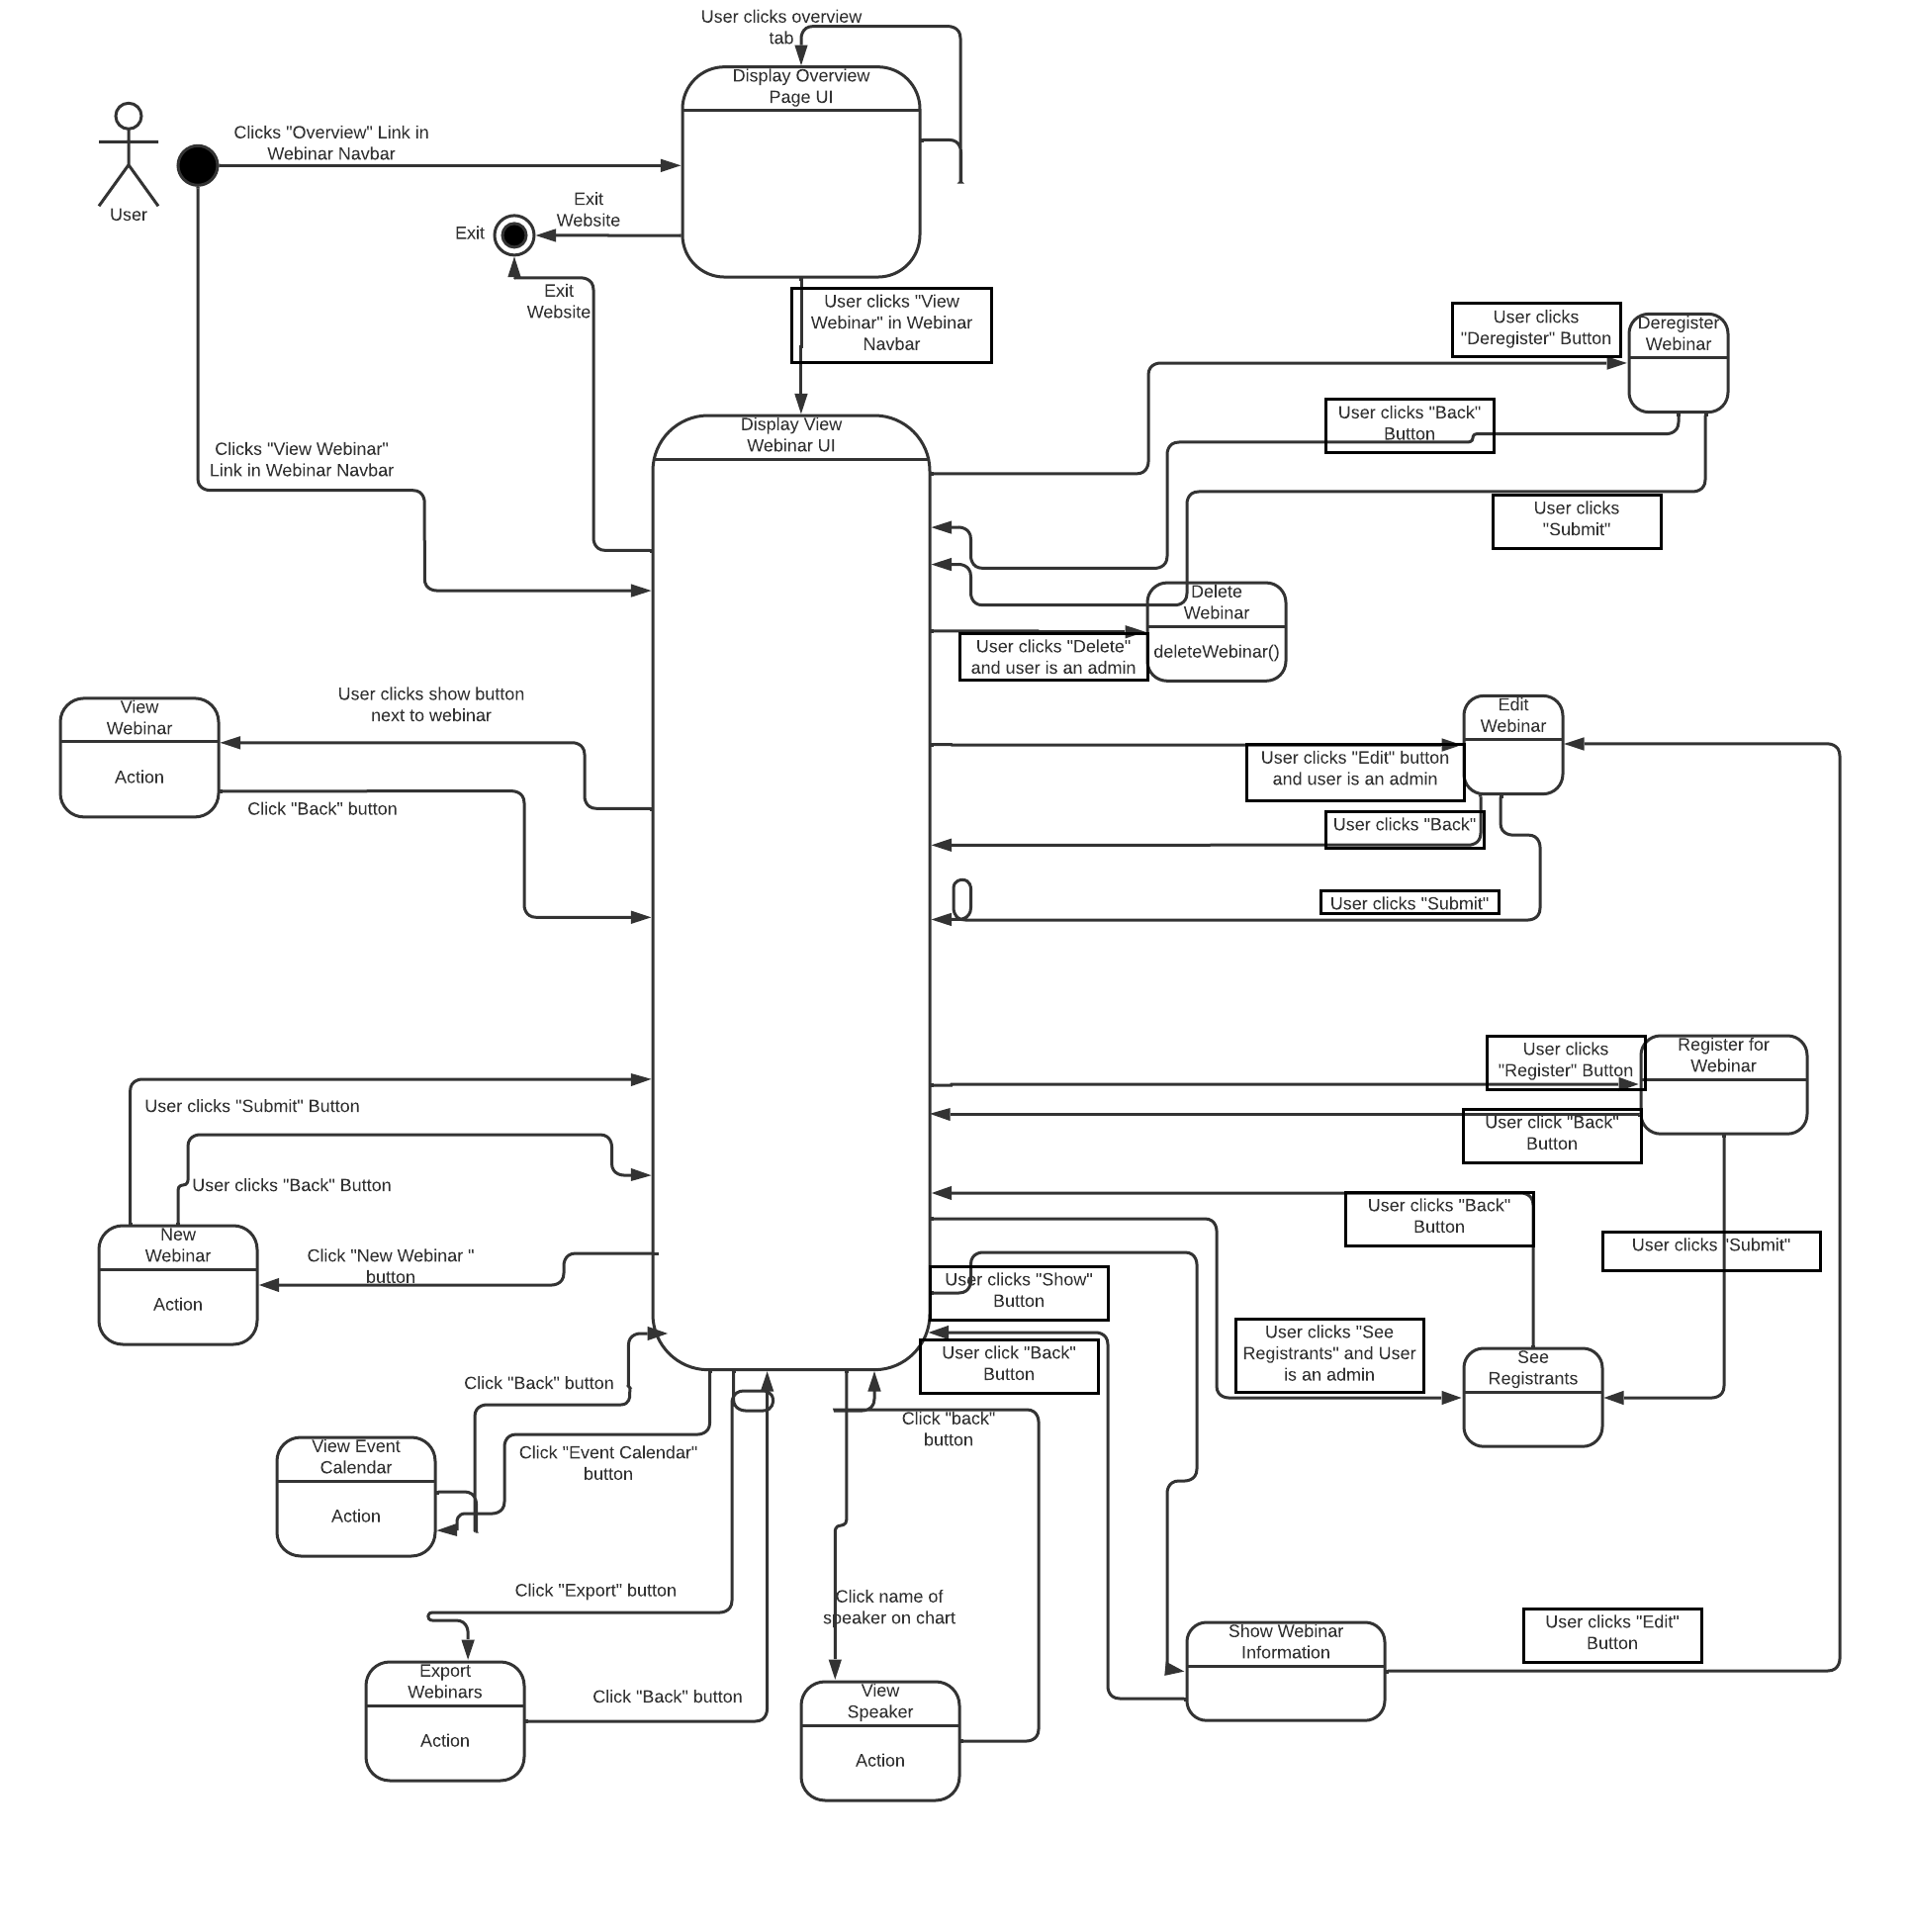 User clicks overview
tab
Display Overview
Page UI
Clicks "Overview" Link in
Webinar Navbar
User
Exit
Website
Exit
Exit
Website
User clicks "View
Webinar" in Webinar
Navbar
User clicks
"Deregister" Button
Deregister
Webinar
User clicks "Back"
Button
Display View
Webinar UI
Clicks "View Webinar"
Link in Webinar Navbar
User clicks
"Submit"
Delete
Webinar
deleteWebinar()
User clicks "Delete"
and user is an admin
View
Webinar
Action
User clicks show button
next to webinar
Click "Back" button
Edit
Webinar
User clicks "Edit" button
and user is an admin
User clicks "Back"
User clicks "Submit"
User clicks
"Register" Button
Register for
Webinar
User click "Back"
Button
User clicks "Submit" Button
User clicks "Back" Button
New
Webinar
Action
Click "New Webinar "
button
User clicks "Back"
Button
User clicks "Submit"
User clicks "Show"
Button
User click "Back"
Button
User clicks "See
Registrants" and User
is an admin
See
Registrants
Click "Back" button
Click "back"
button
View Event
Calendar
Action
Click "Event Calendar"
button
Click "Export" button
Click name of
speaker on chart
Show Webinar
Information
User clicks "Edit"
Button
Export
Webinars
Action
Click "Back" button
View
Speaker
Action